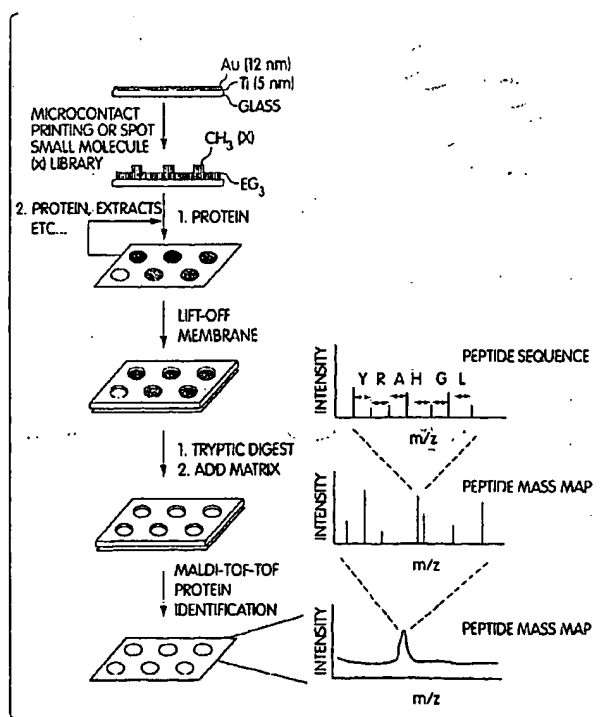 Au (12 nm)
Ti (5 nm)
GLASS
MICROCONTACT
PRINTING OR SPOT
SMALL MOLECULE
(X) LIBRARY
CH₃ (X)
EG₃
2. PROTEIN, EXTRACTS
ETC...
1. PROTEIN
LIFT-OFF
MEMBRANE
PEPTIDE SEQUENCE
INTENSITY
Y R A H G L
m/z
1. TRYPTIC DIGEST
2. ADD MATRIX
PEPTIDE MASS MAP
INTENSITY
m/z
MALDI-TOF-TOF
PROTEIN
IDENTIFICATION
PEPTIDE MASS MAP
INTENSITY
m/z